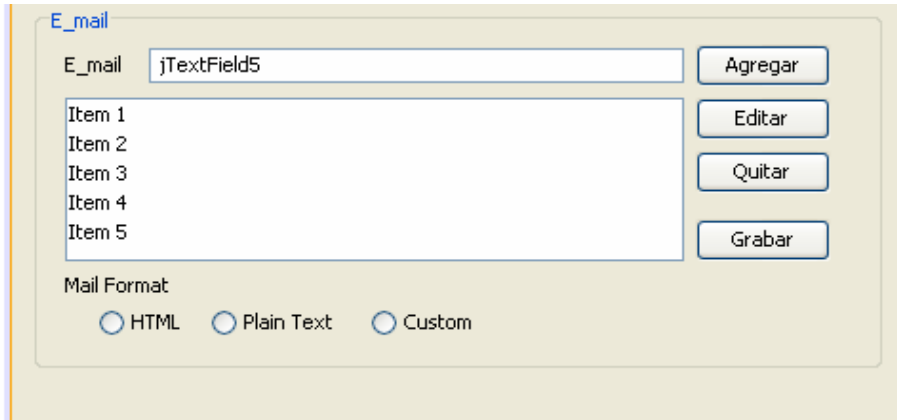 E_mail
E_mail jTextField5 Agregar
Item 1 Editar
Item 2
Item 3 Quitar
Item 4
Item 5 Grabar
Mail Format
HTML Plain Text Custom